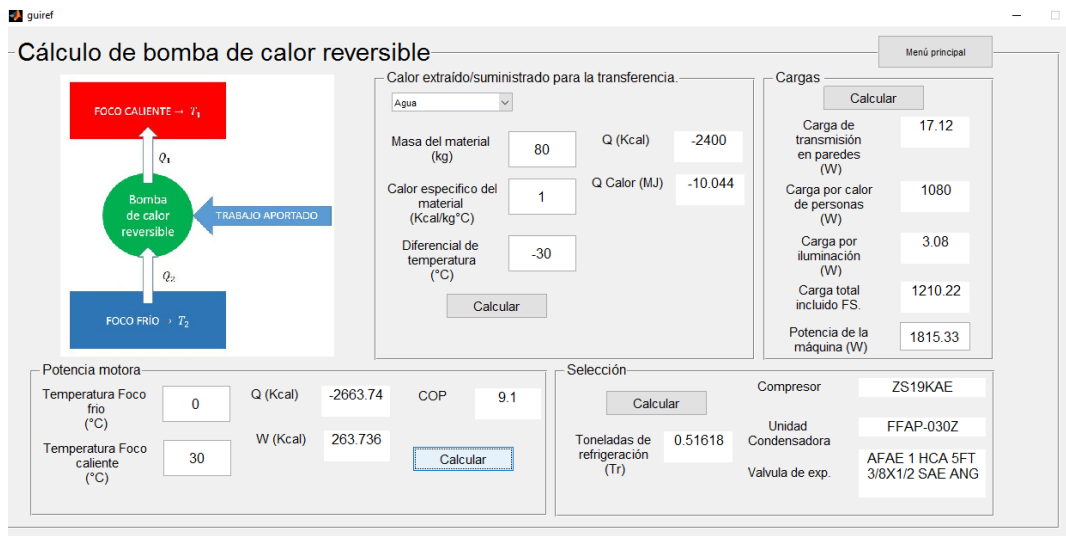 guiref
Cálculo de bomba de calor reversible
Menú principal
FOCO CALIENTE → T₁
Q₁
Bomba
de calor
reversible
TRABAJO APORTADO
Q₂
FOCO FRÍO → T₂
Calor extraído/suministrado para la transferencia.
Agua
Masa del material
(kg)
80
Q (Kcal)
-2400
Calor especifico del
material
(Kcal/kg°C)
1
Q Calor (MJ)
-10.044
Diferencial de
temperatura
(°C)
-30
Calcular
Cargas
Calcular
Carga de
transmisión
en paredes
(W)
17.12
Carga por calor
de personas
(W)
1080
Carga por
iluminación
(W)
3.08
Carga total
incluido FS.
1210.22
Potencia de la
máquina (W)
1815.33
Potencia motora
Temperatura Foco
frio
(°C)
0
Q (Kcal)
-2663.74
COP
9.1
Temperatura Foco
caliente
(°C)
30
W (Kcal)
263.736
Calcular
Selección
Calcular
Toneladas de
refrigeración
(Tr)
0.51618
Compresor
ZS19KAE
Unidad
Condensadora
FFAP-030Z
Valvula de exp.
AFAE 1 HCA 5FT
3/8X1/2 SAE ANG